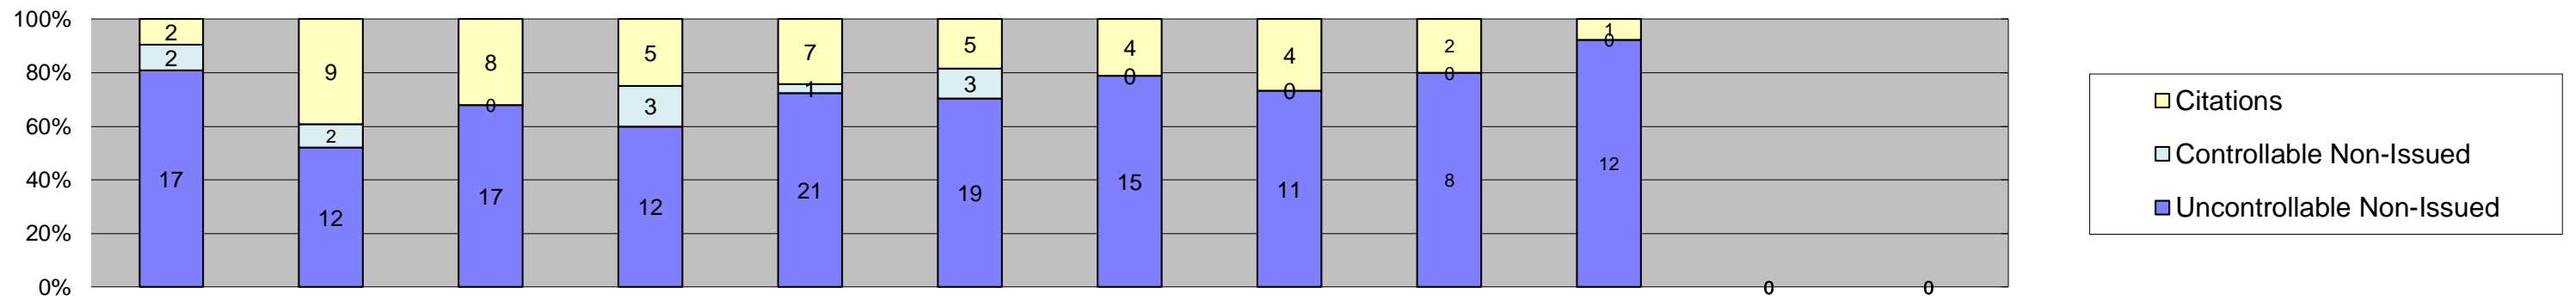 100%
80%
60%
40%
20%
0%
2 9 8 5 7 5 4 4 2 1
2 2 0 3 1 3 0 0 0 0
17 12 17 12 21 19 15 11 8 12
0 0
Citations
Controllable Non-Issued
Uncontrollable Non-Issued